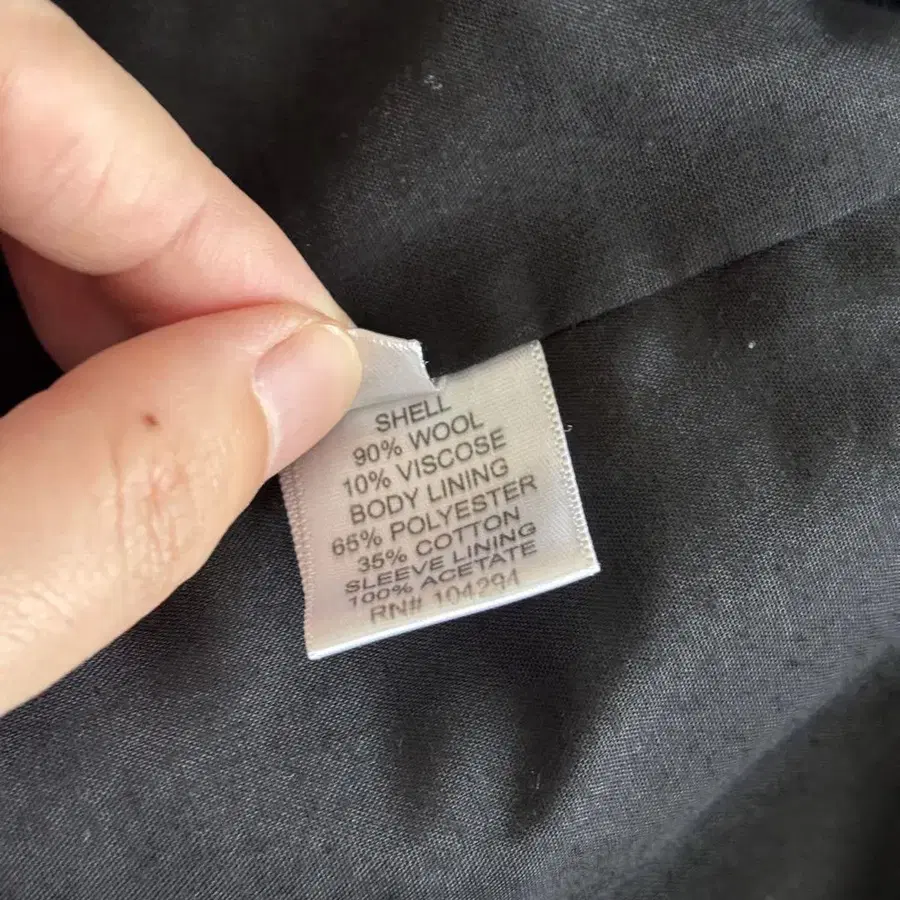 SHELL
90% WOOL
10% VISCOSE
BODY LINING
65% POLYESTER
35% COTTON
SLEEVE LINING
100% ACETATE
RN# 104294